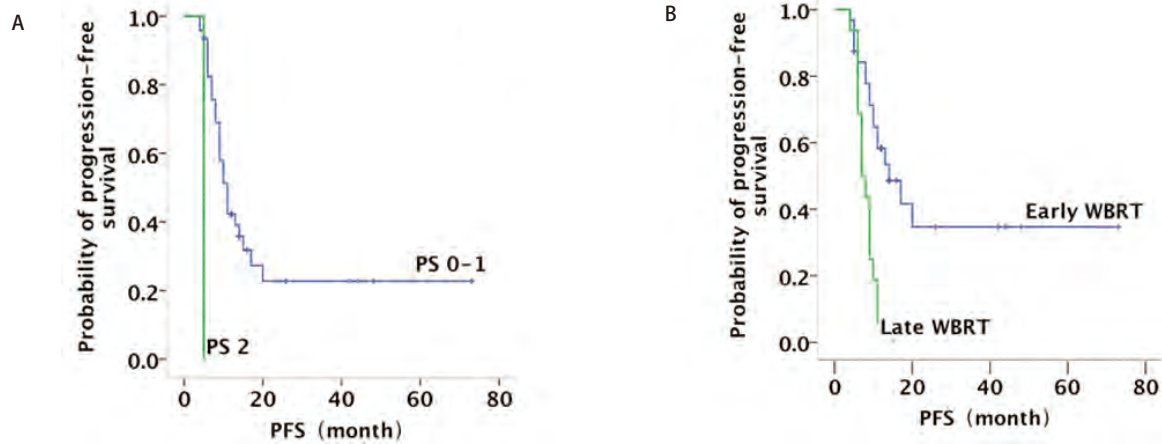 A
Probability of progression-free
survival
1.0
0.8
0.6
0.4
0.2
0.0
PS 0-1
PS 2
0 20 40 60 80
PFS (month)
B
Probability of progression-free
survival
1.0
0.8
0.6
0.4
0.2
0.0
Early WBRT
Late WBRT
0 20 40 60 80
PFS (month)